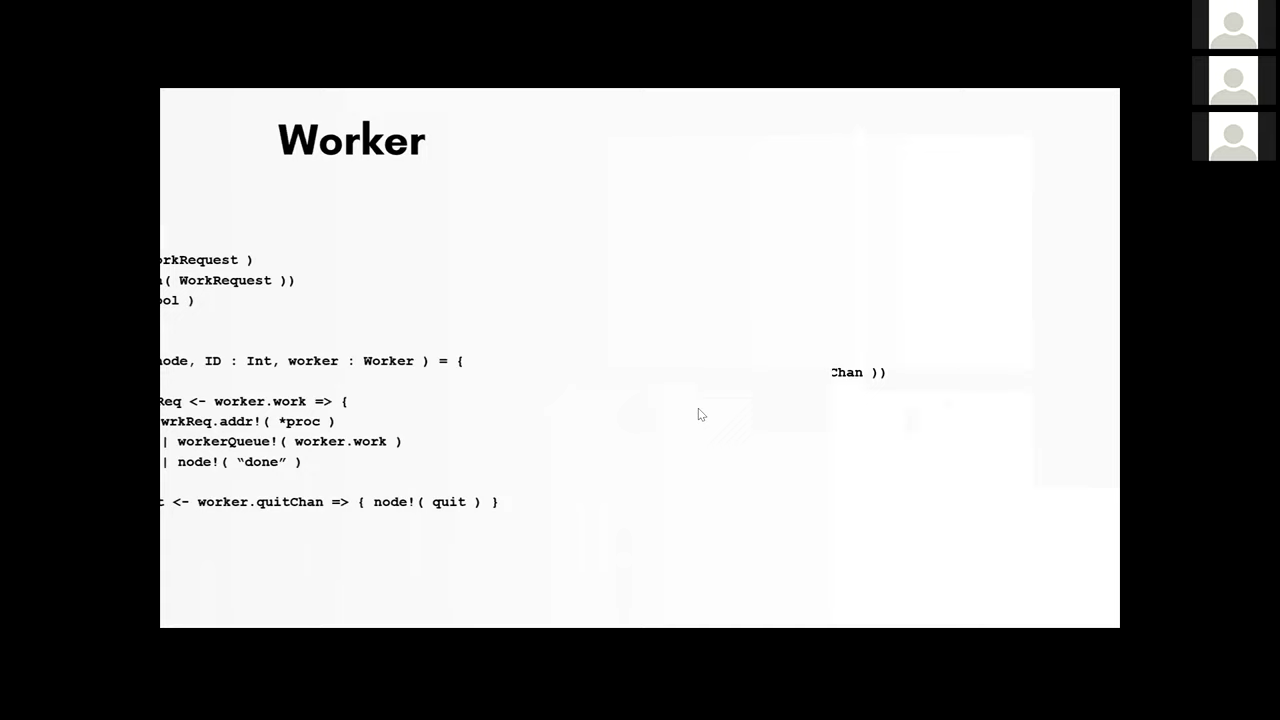 Worker
orkRequest )
( WorkRequest ))
ool )
node, ID : Int, worker : Worker ) = {
Chan ))
Req <- worker.work => {
wrkReq.addr!( *proc )
| workerQueue!( worker.work )
| node!( “done” )
t <- worker.quitChan => { node!( quit ) }